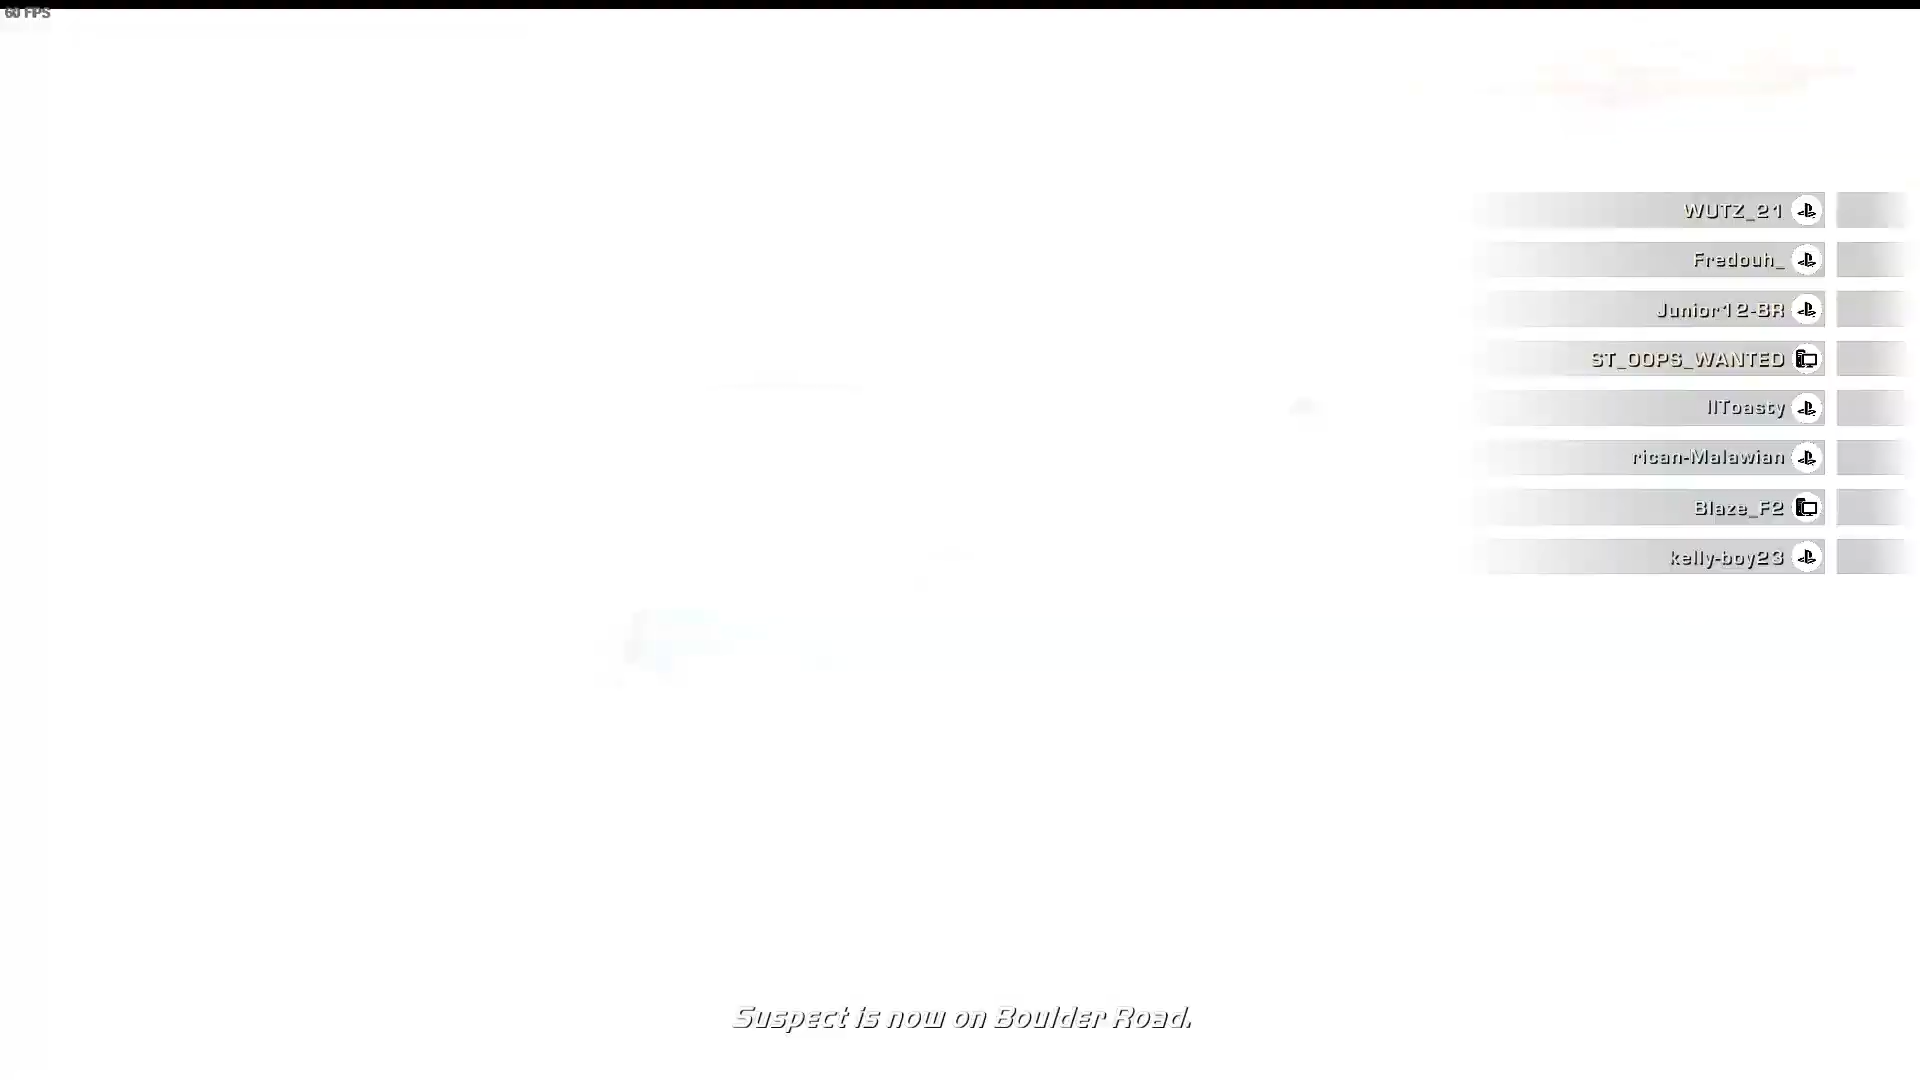 60 FPS
WUTZ_21
Fredouh_
Junior12-BR
ST_OOPS_WANTED
llToasty
rican-Malawian
Blaze_F2
kelly-boy23
Suspect is now on Boulder Road.